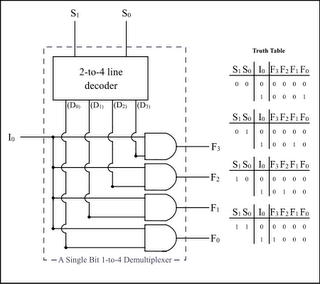 S₁ S₀
2-to-4 line
decoder
(D₀) (D₁) (D₂) (D₃)
I₀
F₃
F₂
F₁
F₀
A Single Bit 1-to-4 Demultiplexer
Truth Table
S₁ S₀ I₀ F₃ F₂ F₁ F₀
0 0 0 0 0 0 0
1 0 0 0 1
S₁ S₀ I₀ F₃ F₂ F₁ F₀
0 1 0 0 0 0 0
1 0 0 1 0
S₁ S₀ I₀ F₃ F₂ F₁ F₀
1 0 0 0 0 0 0
1 0 1 0 0
S₁ S₀ I₀ F₃ F₂ F₁ F₀
1 1 0 0 0 0 0
1 1 0 0 0